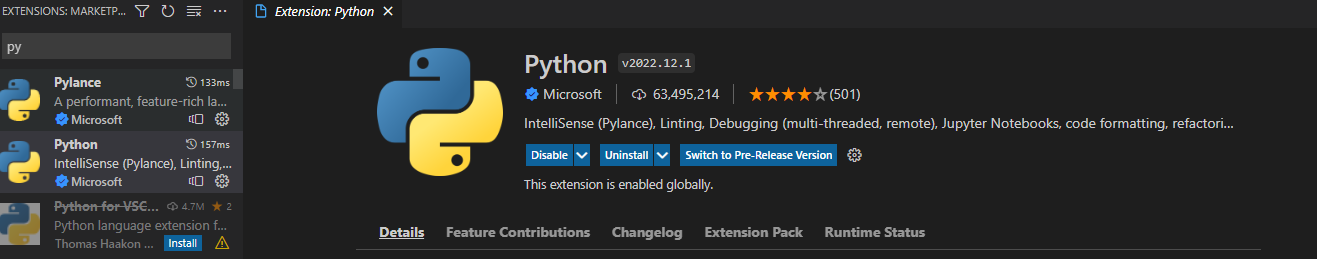 EXTENSIONS: MARKETP...
Extension: Python
py
Pylance 133ms
A performant, feature-rich la...
Microsoft
Python 157ms
IntelliSense (Pylance), Linting,...
Microsoft
Python for VSC... 4.7M 2
Python language extension f...
Thomas Haakon ... Install
Python v2022.12.1
Microsoft 63,495,214 (501)
IntelliSense (Pylance), Linting, Debugging (multi-threaded, remote), Jupyter Notebooks, code formatting, refactori...
Disable Uninstall Switch to Pre-Release Version
This extension is enabled globally.
Details Feature Contributions Changelog Extension Pack Runtime Status